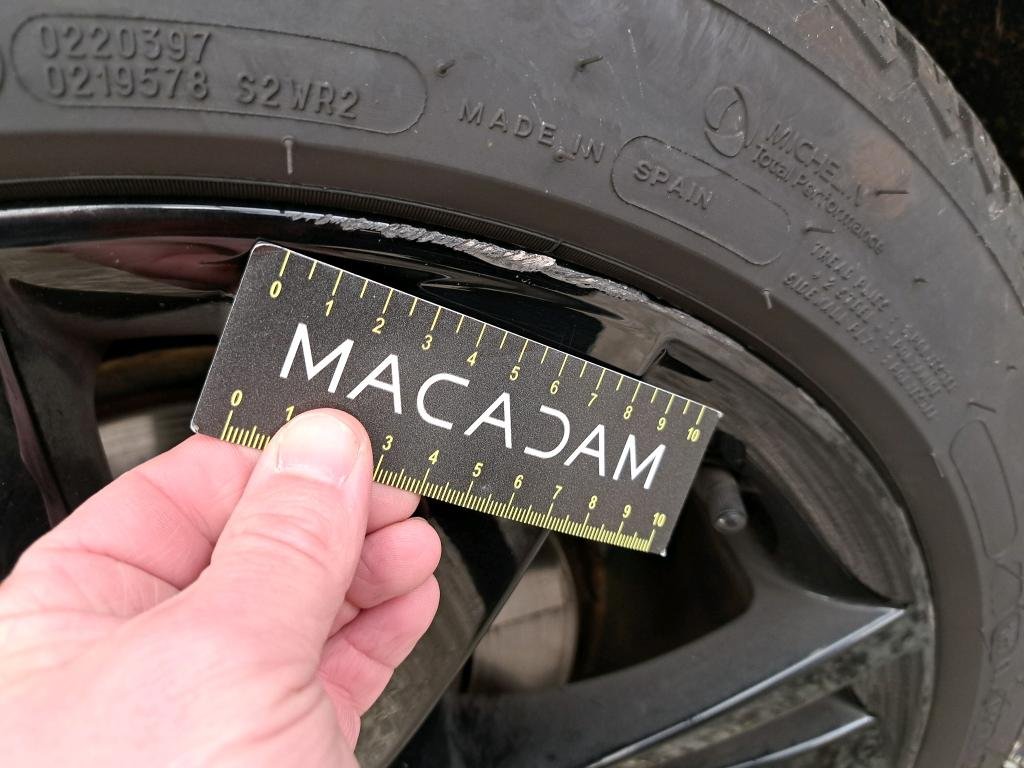 0220397
0219578 S2WR2
MADE IN SPAIN
MICHELIN
Total Performance
0 1 2 3 4 5 6 7 8 9 10
MACADAM
0 1 3 4 5 6 7 8 9 10